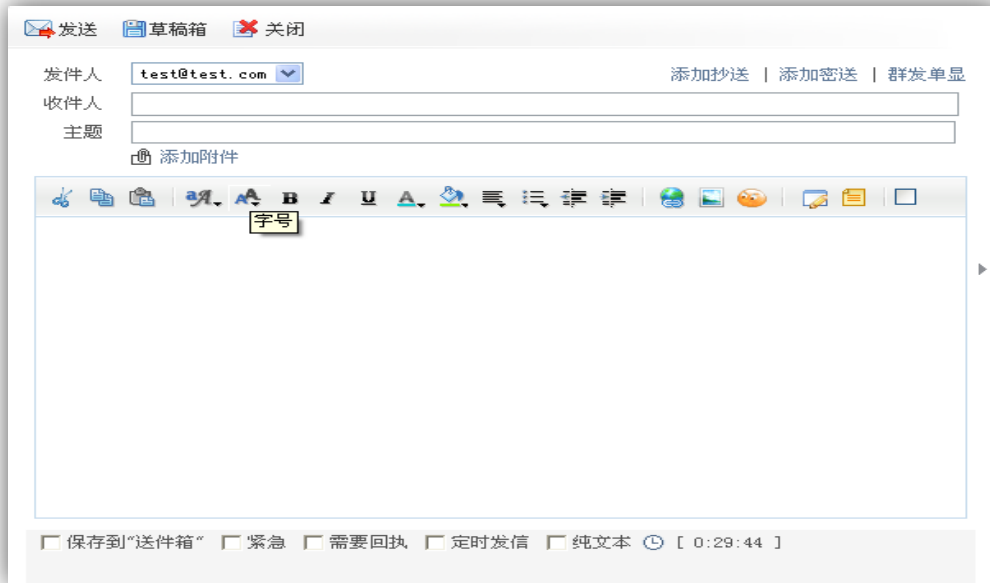 发送 草稿箱 关闭
发件人 test@test.com 添加抄送 | 添加密送 | 群发单显
收件人
主题
添加附件
字号
保存到“送件箱“ 紧急 需要回执 定时发信 纯文本 [ 0:29:44 ]